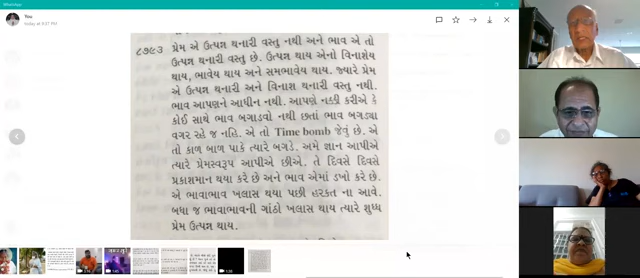 WhatsApp
You
today at 8:37 PM
૮૭૯૩ પ્રેમ એ ઉત્પન્ન થનારી વસ્તુ નથી અને ભાવ એ તો
ઉત્પન્ન થનારી વસ્તુ છે. ઉત્પન્ન થાય એનો વિનાશેય
થાય, ભાવેય થાય અને સમભાવેય થાય. જ્યારે પ્રેમ
એ ઉત્પન્ન થનારી અને વિનાશ થનારી વસ્તુ નથી.
ભાવ આપણને આધીન નથી. આપણે નક્કી કરીએ કે
કોઈ સાથે ભાવ બગાડવો નથી છતાં ભાવ બગડ્યા
વગર રહે જ નહિ. એ તો Time bomb જેવું છે. એ
તો કાળ બાળ પાકે ત્યારે બગડે. અમે જ્ઞાન આપીએ
ત્યારે પ્રેમસ્વરૂપ આપીએ છીએ. તે દિવસે દિવસે
પ્રકાશમાન થયા કરે છે અને ભાવ એમાં ડખો કરે છે.
એ ભાવાભાવ ખલાસ થયા પછી હરકત ના આવે.
બધા જ ભાવાભાવની ગાંઠો ખલાસ થાય ત્યારે શુધ્ધ
પ્રેમ ઉત્પન્ન થાય.